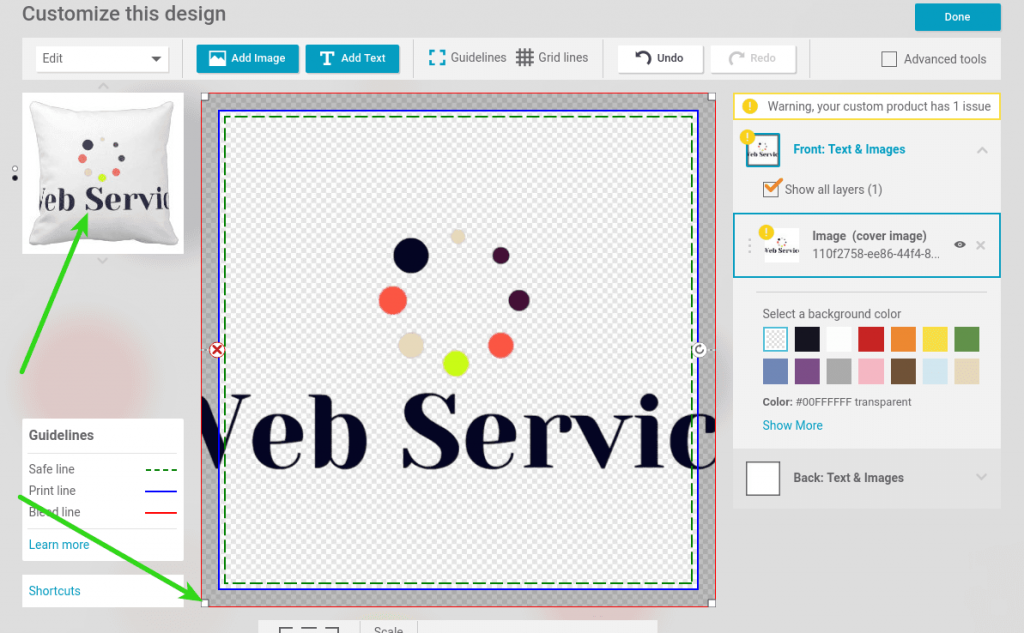 Customize this design
Done
Edit
Add Image
Add Text
Guidelines
Grid lines
Undo
Redo
Advanced tools
Web Servic
Warning, your custom product has 1 issue
Front: Text & Images
Show all layers (1)
Image (cover image)
110f2758-ee86-44f4-8...
Select a background color
Color: #00FFFFFF transparent
Show More
Back: Text & Images
Web Servic
Guidelines
Safe line
Print line
Bleed line
Learn more
Shortcuts
Scale